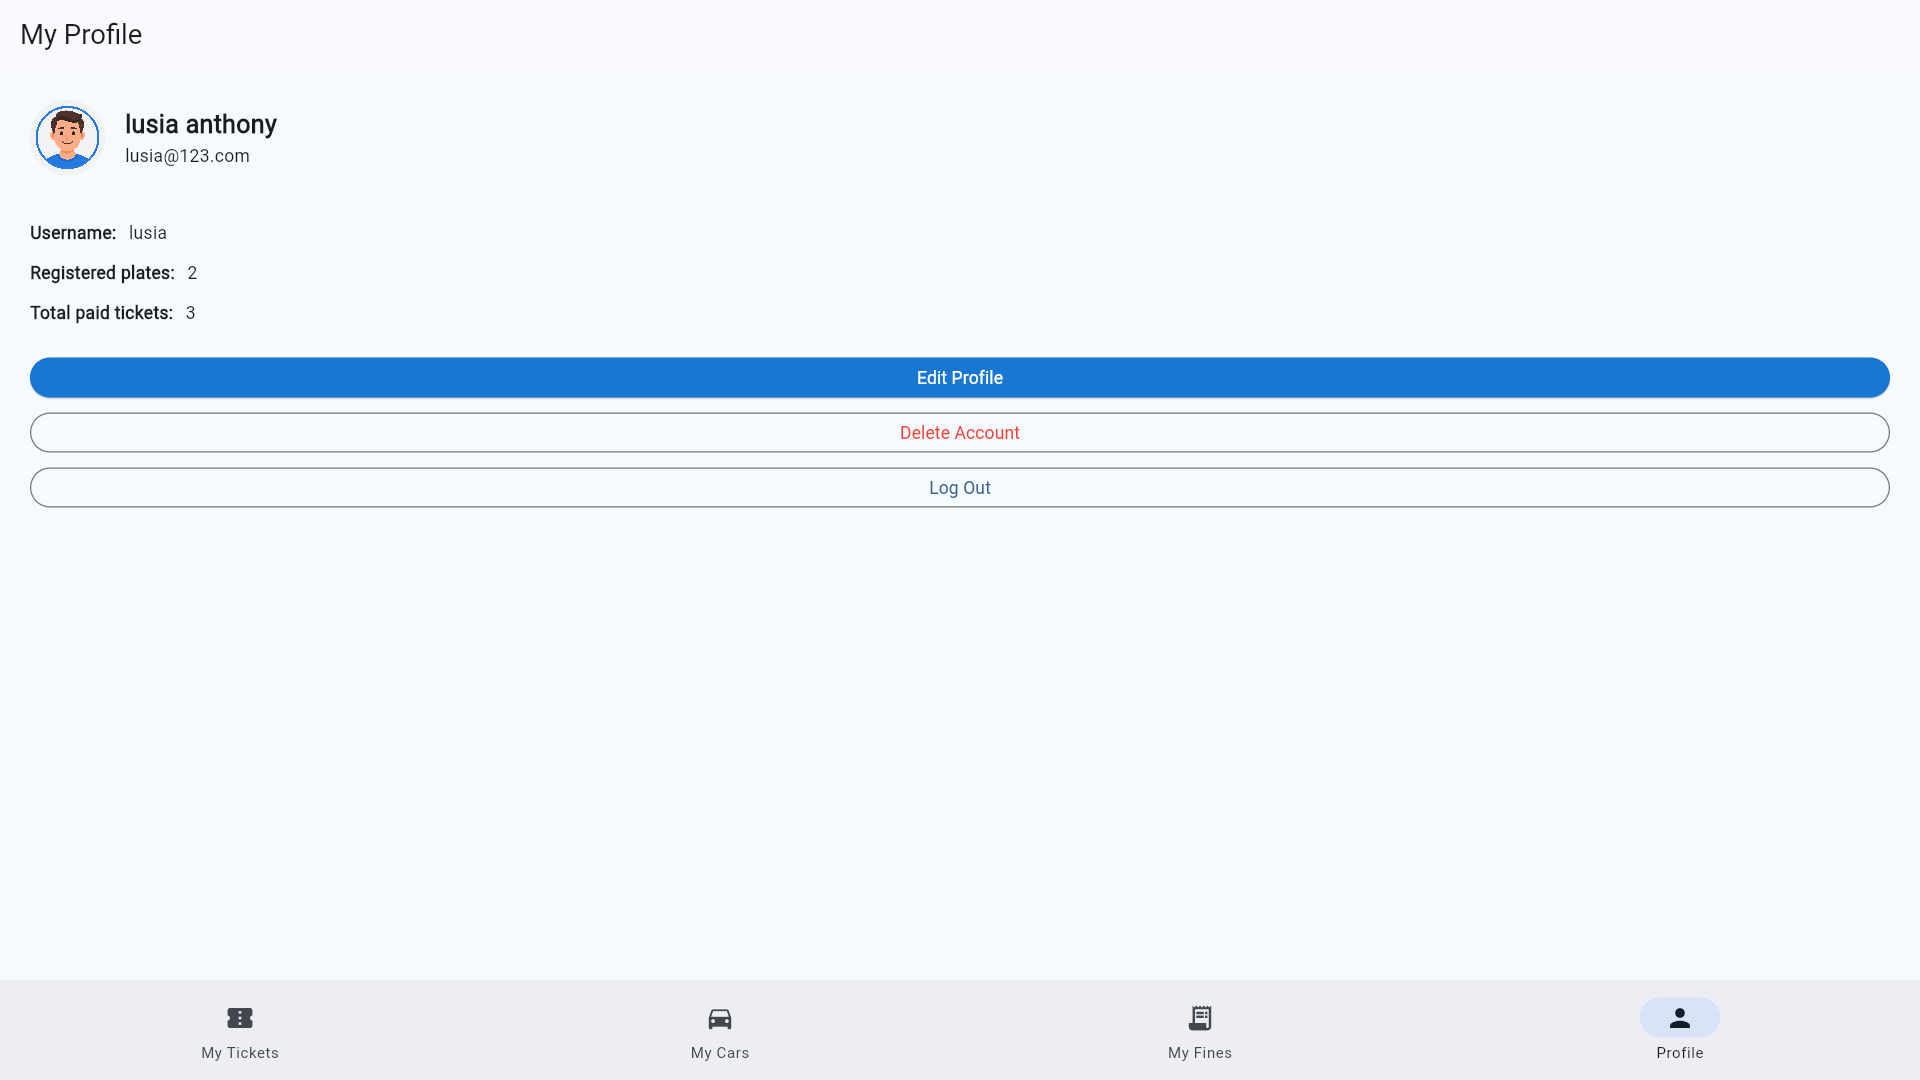 My Profile
lusia anthony
lusia@123.com
Username: lusia
Registered plates: 2
Total paid tickets: 3
Edit Profile
Delete Account
Log Out
My Tickets
My Cars
My Fines
Profile